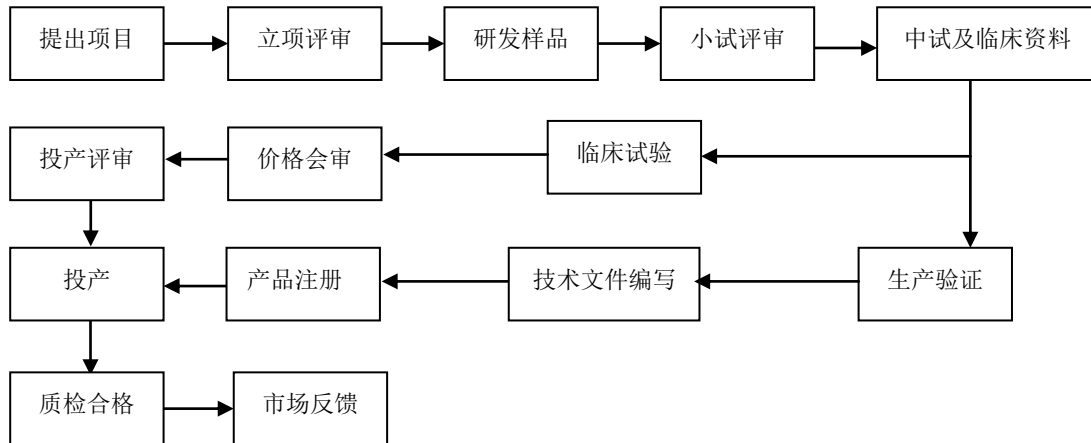 提出项目
立项评审
研发样品
小试评审
中试及临床资料
投产评审
价格会审
临床试验
投产
产品注册
技术文件编写
生产验证
质检合格
市场反馈